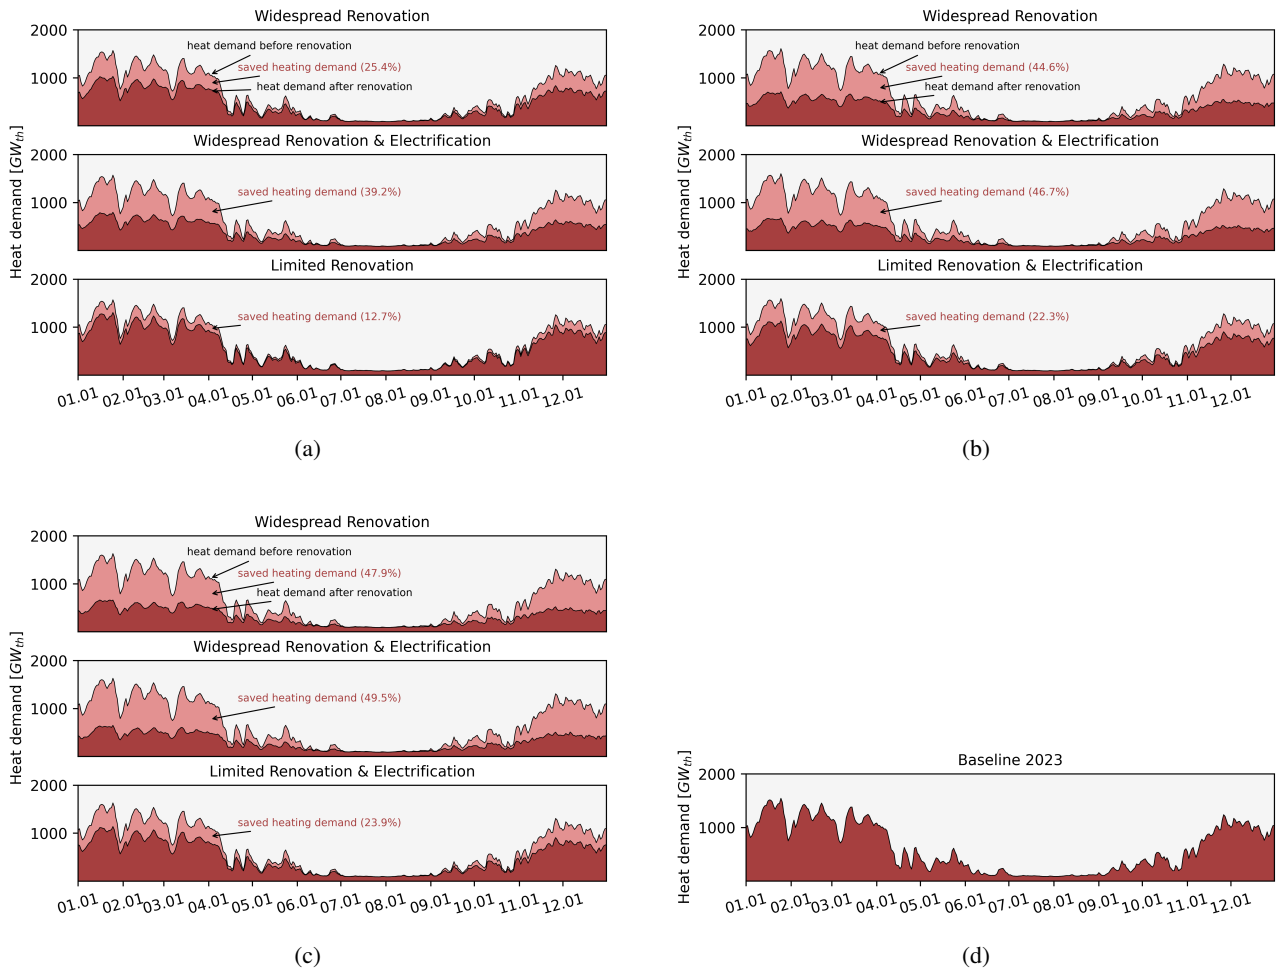 Widespread Renovation
2000
1000
heat demand before renovation
saved heating demand (25.4%)
heat demand after renovation
Widespread Renovation & Electrification
2000
1000
saved heating demand (39.2%)
Limited Renovation
2000
1000
saved heating demand (12.7%)
Heat demand [GW_th]
01.01 02.01 03.01 04.01 05.01 06.01 07.01 08.01 09.01 10.01 11.01 12.01
(a)
Widespread Renovation
2000
1000
heat demand before renovation
saved heating demand (44.6%)
heat demand after renovation
Widespread Renovation & Electrification
2000
1000
saved heating demand (46.7%)
Limited Renovation & Electrification
2000
1000
saved heating demand (22.3%)
Heat demand [GW_th]
01.01 02.01 03.01 04.01 05.01 06.01 07.01 08.01 09.01 10.01 11.01 12.01
(b)
Widespread Renovation
2000
1000
heat demand before renovation
saved heating demand (47.9%)
heat demand after renovation
Widespread Renovation & Electrification
2000
1000
saved heating demand (49.5%)
Limited Renovation & Electrification
2000
1000
saved heating demand (23.9%)
Heat demand [GW_th]
01.01 02.01 03.01 04.01 05.01 06.01 07.01 08.01 09.01 10.01 11.01 12.01
(c)
Baseline 2023
2000
1000
Heat demand [GW_th]
01.01 02.01 03.01 04.01 05.01 06.01 07.01 08.01 09.01 10.01 11.01 12.01
(d)